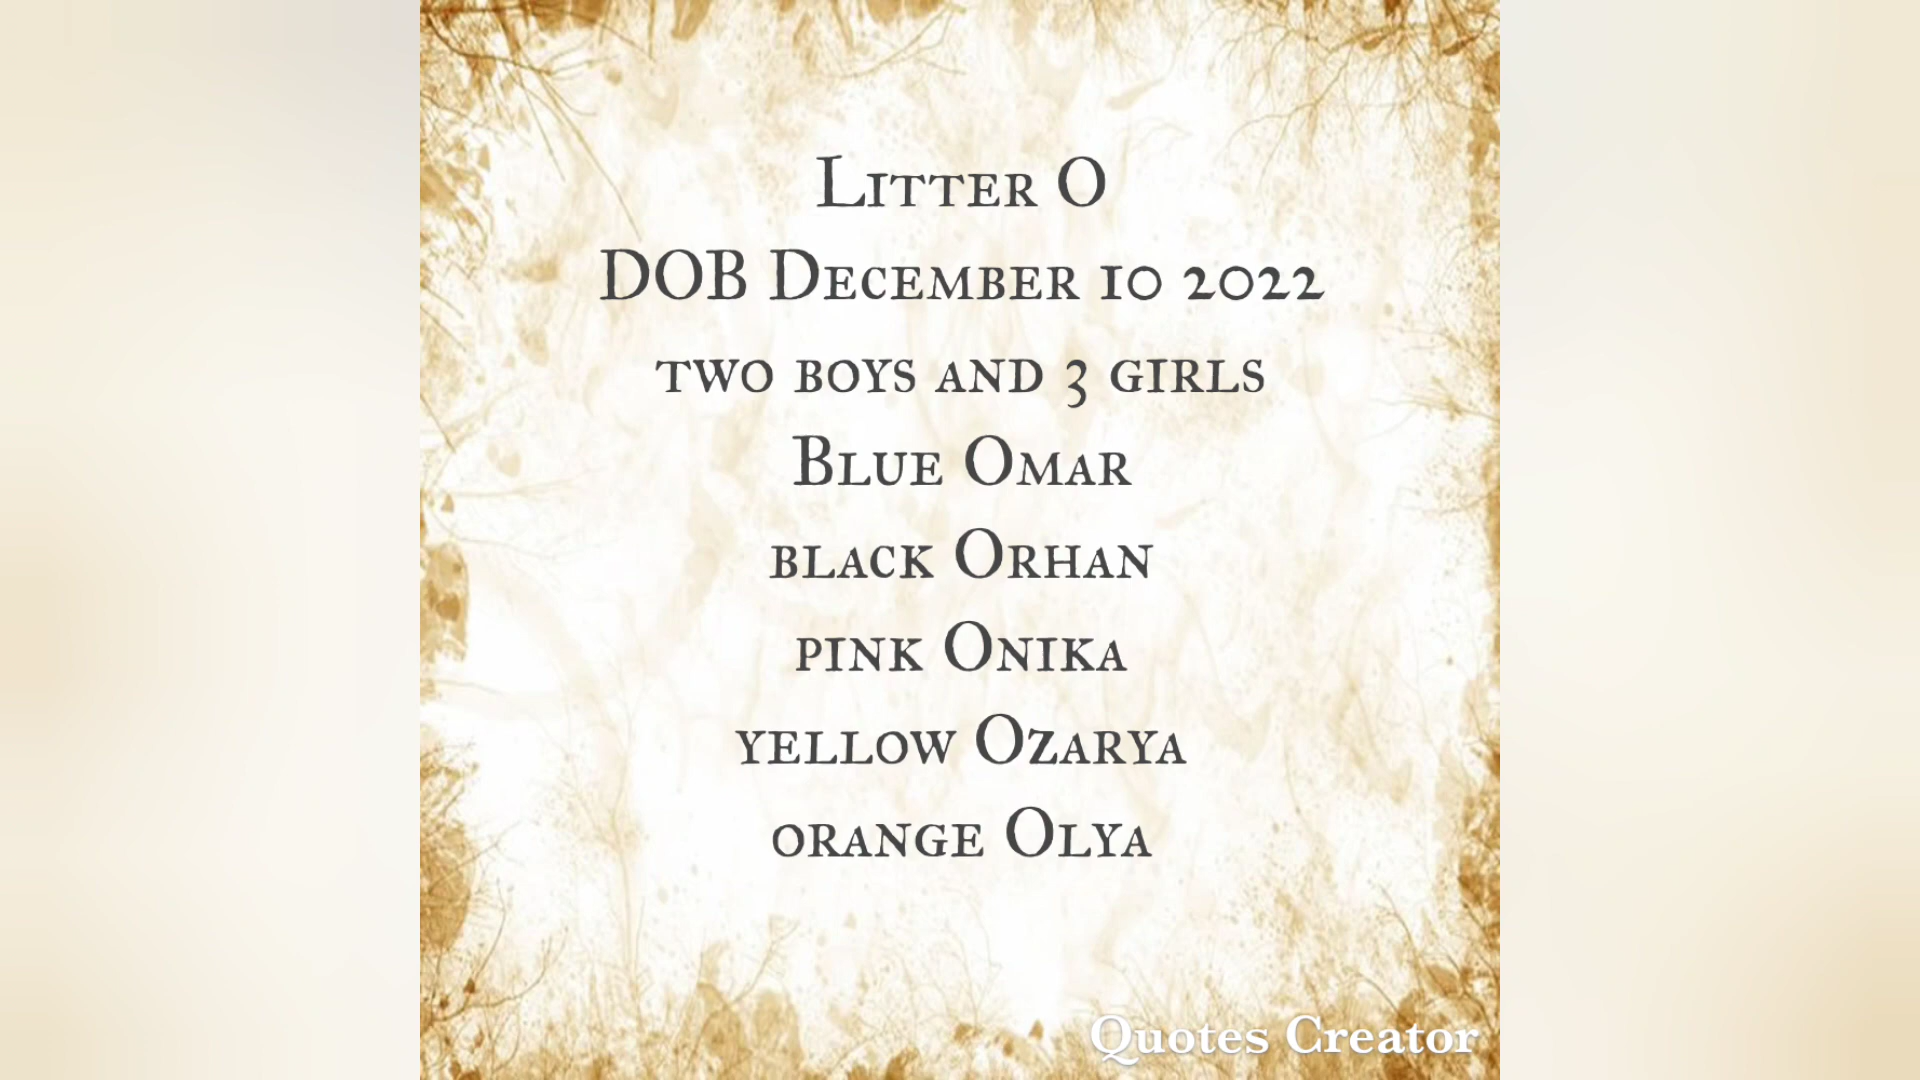 Litter O
DOB December 10 2022
two boys and 3 girls
Blue Omar
black Orhan
pink Onika
yellow Ozarya
orange Olya
Quotes Creator